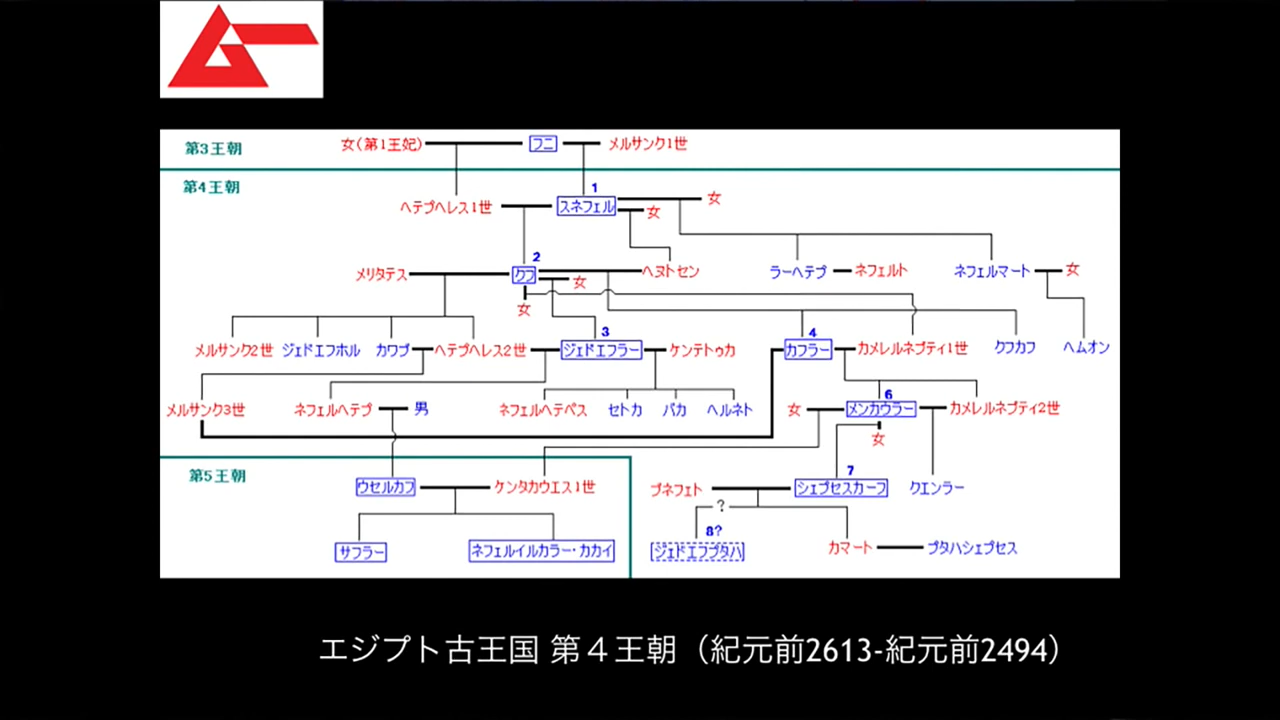 ムー
第3王朝
女(第1王妃)
フニ
メルサンク1世
第4王朝
1
ヘテプヘレス1世
スネフェル
女
女
2
メリタテス
クフ
女
ヘヌトセン
ラーヘテプ
ネフェルト
ネフェルマート
女
女
3
4
メルサンク2世
ジェドエフホル
カワブ
ヘテプヘレス2世
ジェドエフラー
ケンテトゥカ
カフラー
カメレルネブティ1世
クフカフ
ヘムオン
6
メルサンク3世
ネフェルヘテプ
男
ネフェルヘテペス
セトカ
バカ
ヘルネト
女
メンカウラー
カメレルネブティ2世
女
第5王朝
7
ウセルカフ
ケンタカウエス1世
ブネフェト
シェプセスカーフ
クエンラー
?
8?
サフラー
ネフェルイルカラー・カカイ
ジェドエフプタハ
カマート
プタハシェプセス
エジプト古王国 第4王朝（紀元前2613-紀元前2494）